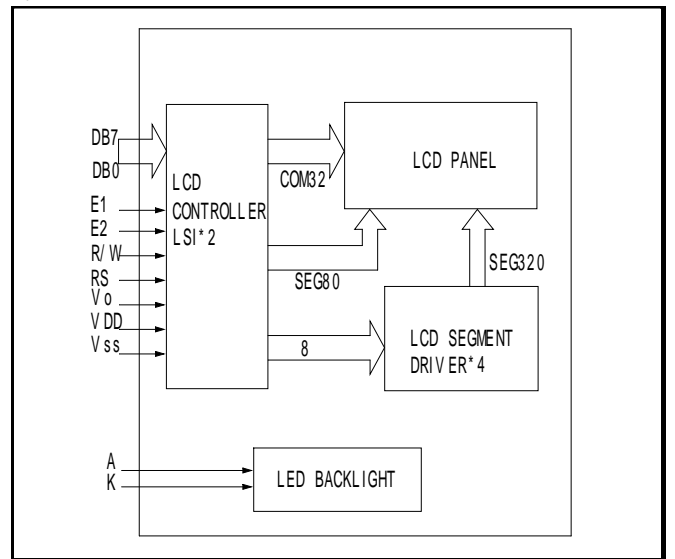 DB7
DB0
E1
E2
R/W
RS
Vo
VDD
Vss
A
K
LCD
CONTROLLER
LSI*2
COM32
SEG80
8
LCD PANEL
SEG320
LCD SEGMENT
DRIVER*4
LED BACKLIGHT